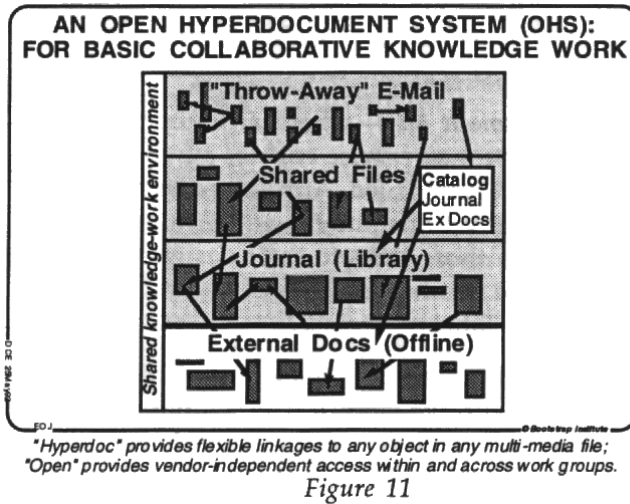 AN OPEN HYPERDOCUMENT SYSTEM (OHS):
FOR BASIC COLLABORATIVE KNOWLEDGE WORK
Shared knowledge-work environment
"Throw-Away" E-Mail
Shared Files
Catalog
Journal
Ex Docs
Journal (Library)
External Docs (Offline)
© Bootstrap Institute
"Hyperdoc" provides flexible linkages to any object in any multi-media file;
"Open" provides vendor-independent access within and across work groups.
Figure 11